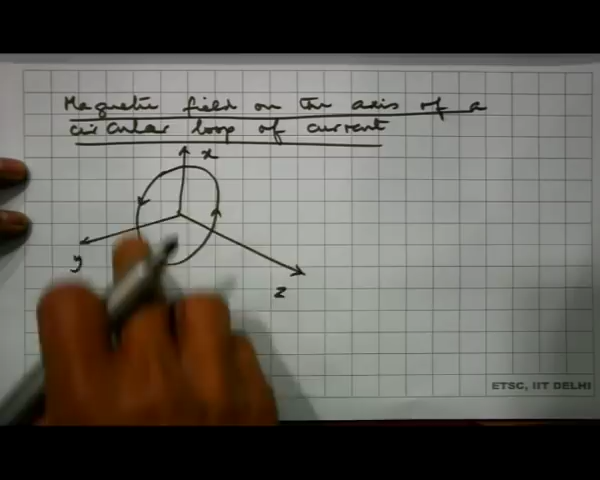 Magnetic field on the axis of a
circular loop of current
x
y
z
ETSC, IIT DELHI